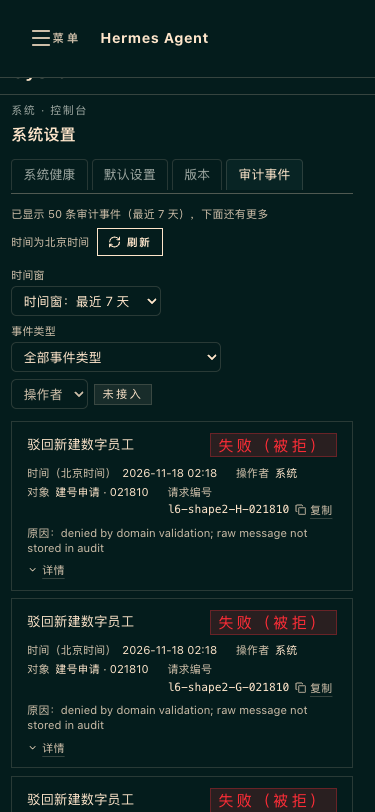 菜单
Hermes Agent
系统 · 控制台
系统设置
系统健康
默认设置
版本
审计事件
已显示 50 条审计事件（最近 7 天），下面还有更多
时间为北京时间
刷新
时间窗
时间窗：最近 7 天
事件类型
全部事件类型
操作者
未接入
驳回新建数字员工
失败（被拒）
时间（北京时间） 2026-11-18 02:18 操作者 系统
对象 建号申请 · 021810 请求编号
l6-shape2-H-021810 复制
原因：denied by domain validation; raw message not
stored in audit
详情
驳回新建数字员工
失败（被拒）
时间（北京时间） 2026-11-18 02:18 操作者 系统
对象 建号申请 · 021810 请求编号
l6-shape2-G-021810 复制
原因：denied by domain validation; raw message not
stored in audit
详情
驳回新建数字员工
失败（被拒）